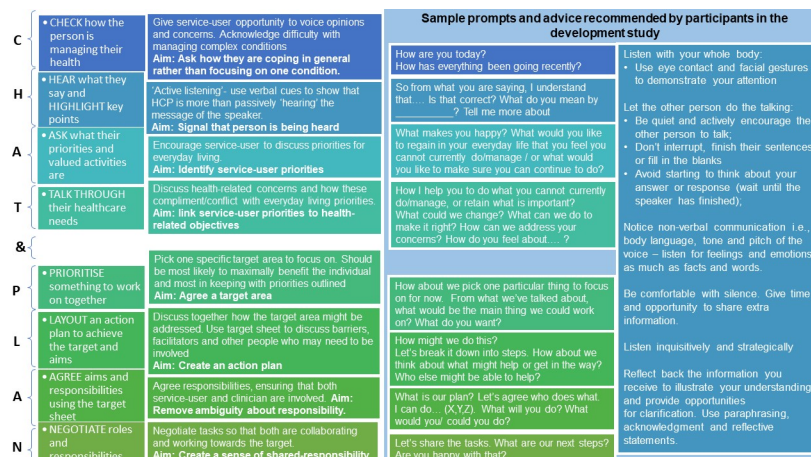 C
• CHECK how the
person is
managing their
health
Give service-user opportunity to voice opinions
and concerns. Acknowledge difficulty with
managing complex conditions
Aim: Ask how they are coping in general
rather than focusing on one condition.
H
• HEAR what they
say and
HIGHLIGHT key
points
'Active listening'- use verbal cues to show that
HCP is more than passively 'hearing' the
message of the speaker.
Aim: Signal that person is being heard
A
• ASK what their
priorities and
valued activities
are
Encourage service-user to discuss priorities for
everyday living.
Aim: Identify service-user priorities
T
• TALK THROUGH
their healthcare
needs
Discuss health-related concerns and how these
compliment/conflict with everyday living priorities.
Aim: link service-user priorities to health-
related objectives
&
P
• PRIORITISE
something to work
on together
Pick one specific target area to focus on. Should
be most likely to maximally benefit the individual
and most in keeping with priorities outlined
Aim: Agree a target area
L
• LAYOUT an action
plan to achieve
the target and
aims
Discuss together how the target area might be
addressed. Use target sheet to discuss barriers,
facilitators and other people who may need to be
involved
Aim: Create an action plan
A
• AGREE aims and
responsibilities
using the target
sheet
Agree responsibilities, ensuring that both
service-user and clinician are involved. Aim:
Remove ambiguity about responsibility.
N
• NEGOTIATE roles
and
responsibilities
Negotiate tasks so that both are collaborating
and working towards the target.
Aim: Create a sense of shared-responsibility
Sample prompts and advice recommended by participants in the
development study
How are you today?
How has everything been going recently?
So from what you are saying, I understand
that…. Is that correct? What do you mean by
__________? Tell me more about
What makes you happy? What would you like
to regain in your everyday life that you feel you
cannot currently do/manage / or what would
you like to make sure you can continue to do?
How I help you to do what you cannot currently
do/manage, or retain what is important?
What could we change? What can we do to
make it right? How can we address your
concerns? How do you feel about…. ?
How about we pick one particular thing to focus
on for now. From what we've talked about,
what would be the main thing we could work
on? What do you want?
How might we do this?
Let's break it down into steps. How about we
think about what might help or get in the way?
Who else might be able to help?
What is our plan? Let's agree who does what.
I can do… (X,Y,Z). What will you do? What
would you/ could you do?
Let's share the tasks. What are our next steps?
Are you happy with that?
Listen with your whole body:
• Use eye contact and facial gestures
to demonstrate your attention
Let the other person do the talking:
• Be quiet and actively encourage the
other person to talk;
• Don't interrupt, finish their sentences
or fill in the blanks
• Avoid starting to think about your
answer or response (wait until the
speaker has finished);
Notice non-verbal communication i.e.,
body language, tone and pitch of the
voice – listen for feelings and emotions
as much as facts and words.
Be comfortable with silence. Give time
and opportunity to share extra
information.
Listen inquisitively and strategically
Reflect back the information you
receive to illustrate your understanding
and provide opportunities
for clarification. Use paraphrasing,
acknowledgment and reflective
statements.